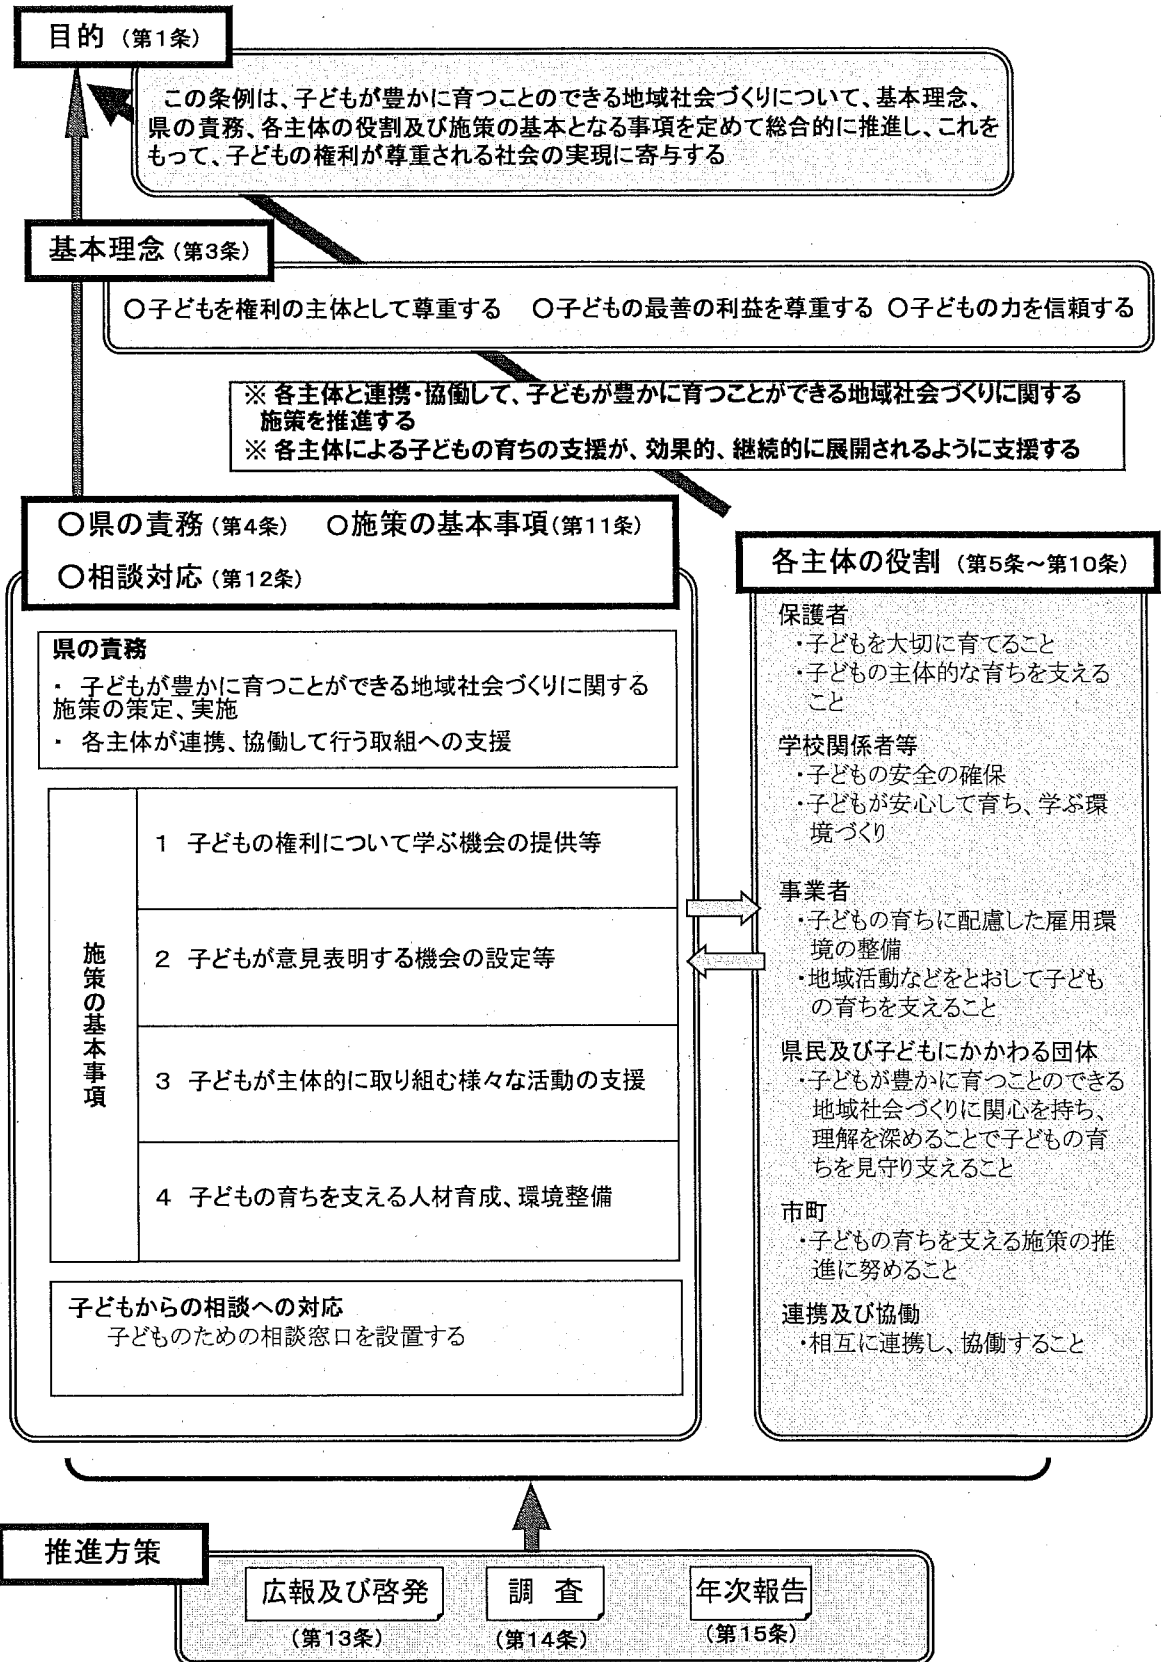 目的（第1条）
この条例は、子どもが豊かに育つことのできる地域社会づくりについて、基本理念、
県の責務、各主体の役割及び施策の基本となる事項を定めて総合的に推進し、これを
もって、子どもの権利が尊重される社会の実現に寄与する
基本理念（第3条）
○子どもを権利の主体として尊重する　○子どもの最善の利益を尊重する ○子どもの力を信頼する
※ 各主体と連携・協働して、子どもが豊かに育つことができる地域社会づくりに関する
施策を推進する
※ 各主体による子どもの育ちの支援が、効果的、継続的に展開されるように支援する
○県の責務（第4条）　○施策の基本事項（第11条）
○相談対応（第12条）
県の責務
・ 子どもが豊かに育つことができる地域社会づくりに関する
施策の策定、実施
・ 各主体が連携、協働して行う取組への支援
施策の基本事項
1 子どもの権利について学ぶ機会の提供等
2 子どもが意見表明する機会の設定等
3 子どもが主体的に取り組む様々な活動の支援
4 子どもの育ちを支える人材育成、環境整備
子どもからの相談への対応
子どものための相談窓口を設置する
各主体の役割（第5条～第10条）
保護者
・子どもを大切に育てること
・子どもの主体的な育ちを支える
こと
学校関係者等
・子どもの安全の確保
・子どもが安心して育ち、学ぶ環
境づくり
事業者
・子どもの育ちに配慮した雇用環
境の整備
・地域活動などをとおして子ども
の育ちを支えること
県民及び子どもにかかわる団体
・子どもが豊かに育つことのできる
地域社会づくりに関心を持ち、
理解を深めることで子どもの育
ちを見守り支えること
市町
・子どもの育ちを支える施策の推
進に努めること
連携及び協働
・相互に連携し、協働すること
推進方策
広報及び啓発
（第13条）
調 査
（第14条）
年次報告
（第15条）